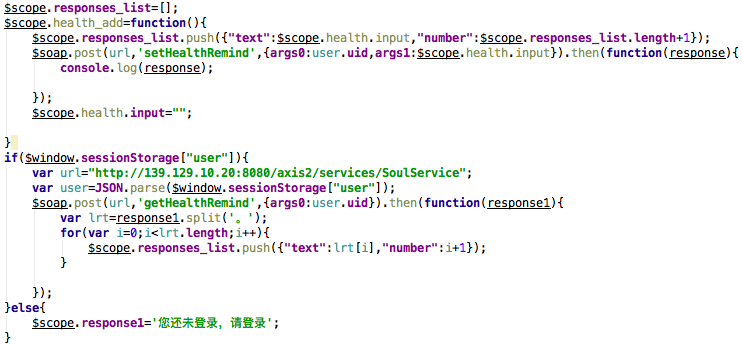 $scope.responses_list=[];
$scope.health_add=function(){
    $scope.responses_list.push({"text":$scope.health.input,"number":$scope.responses_list.length+1});
    $soap.post(url,'setHealthRemind',{args0:user.uid,args1:$scope.health.input}).then(function(response){
        console.log(response);
    });
    $scope.health.input="";
}
if($window.sessionStorage["user"]){
    var url="http://139.129.10.20:8080/axis2/services/SoulService";
    var user=JSON.parse($window.sessionStorage["user"]);
    $soap.post(url,'getHealthRemind',{args0:user.uid}).then(function(response1){
        var lrt=response1.split('。');
        for(var i=0;i<lrt.length;i++){
            $scope.responses_list.push({"text":lrt[i],"number":i+1});
        }
    });
}else{
    $scope.response1='您还未登录，请登录';
}